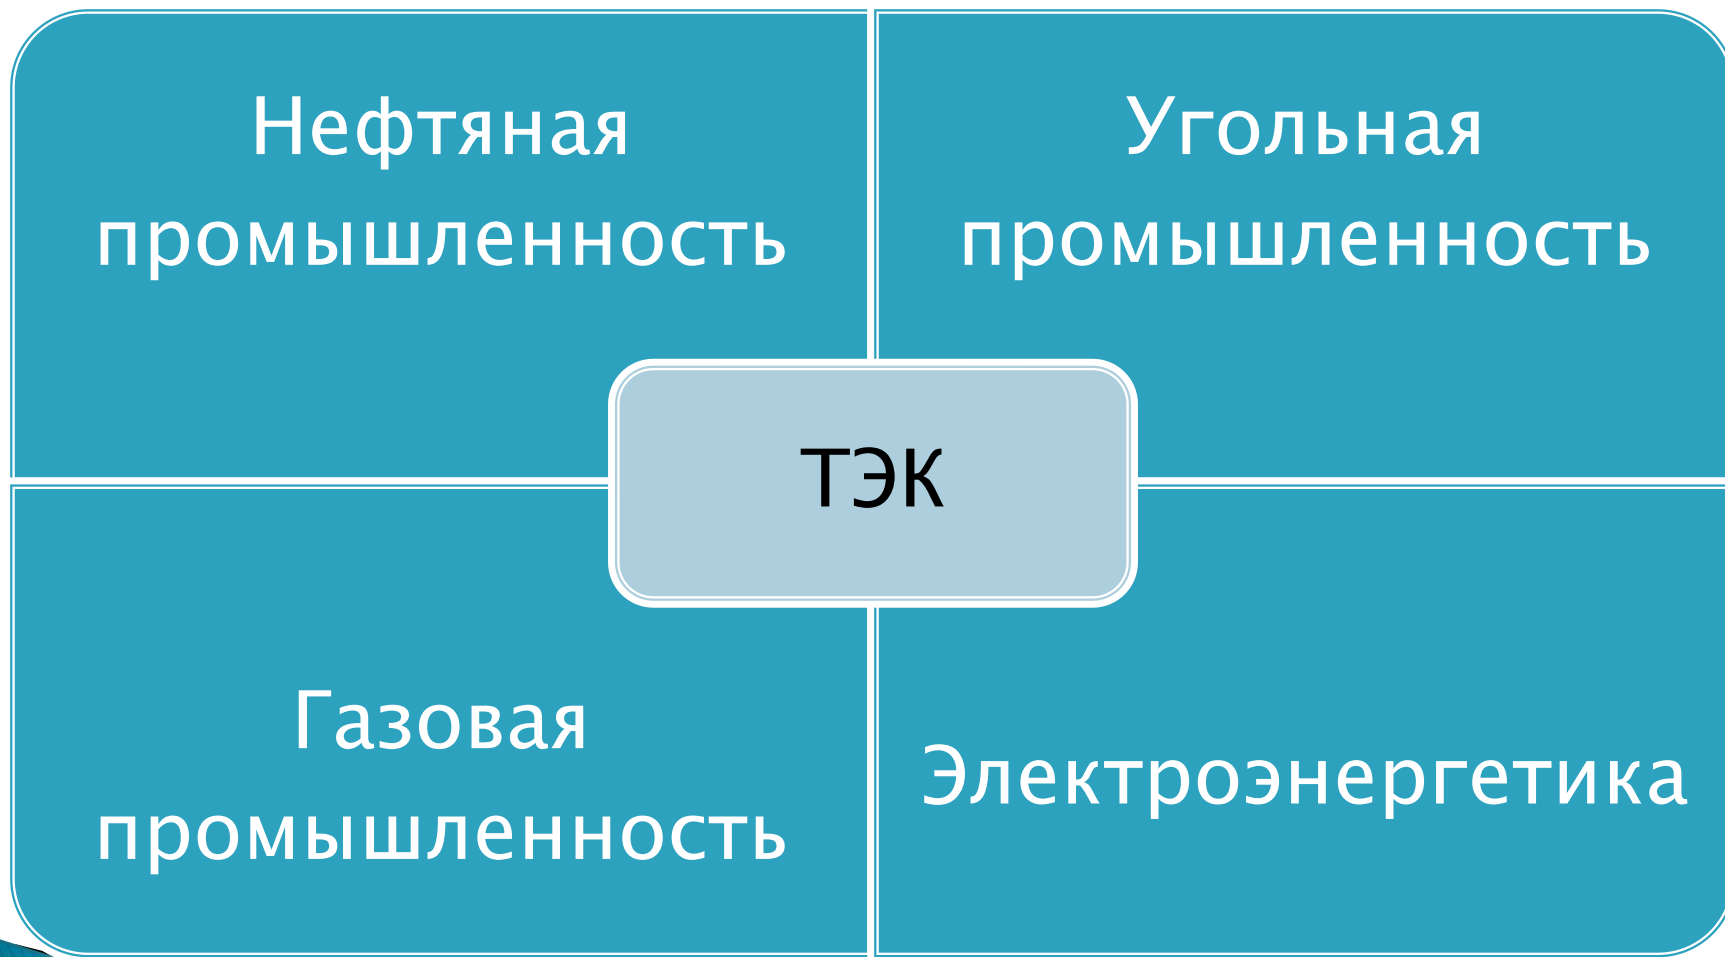 Нефтяная
промышленность
Угольная
промышленность
ТЭК
Газовая
промышленность
Электроэнергетика